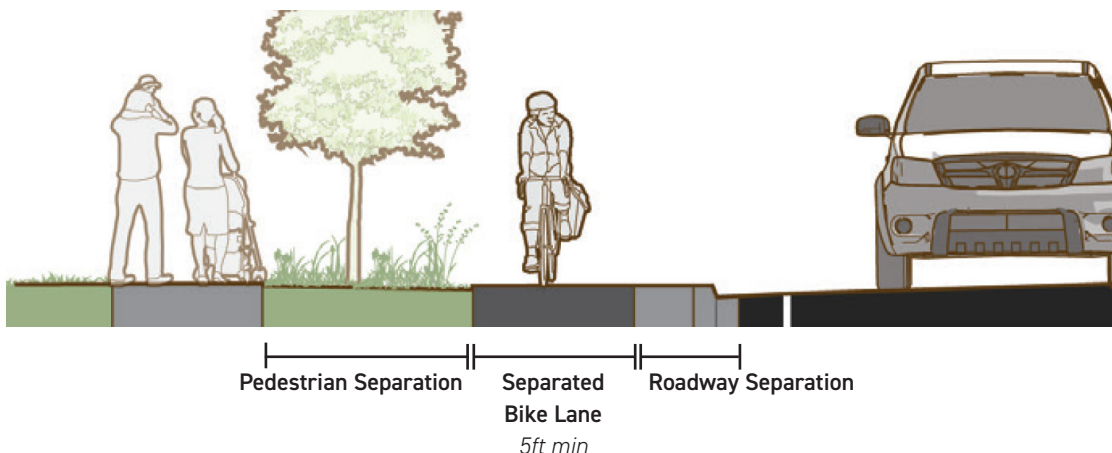 Pedestrian Separation
Separated
Bike Lane
5ft min
Roadway Separation